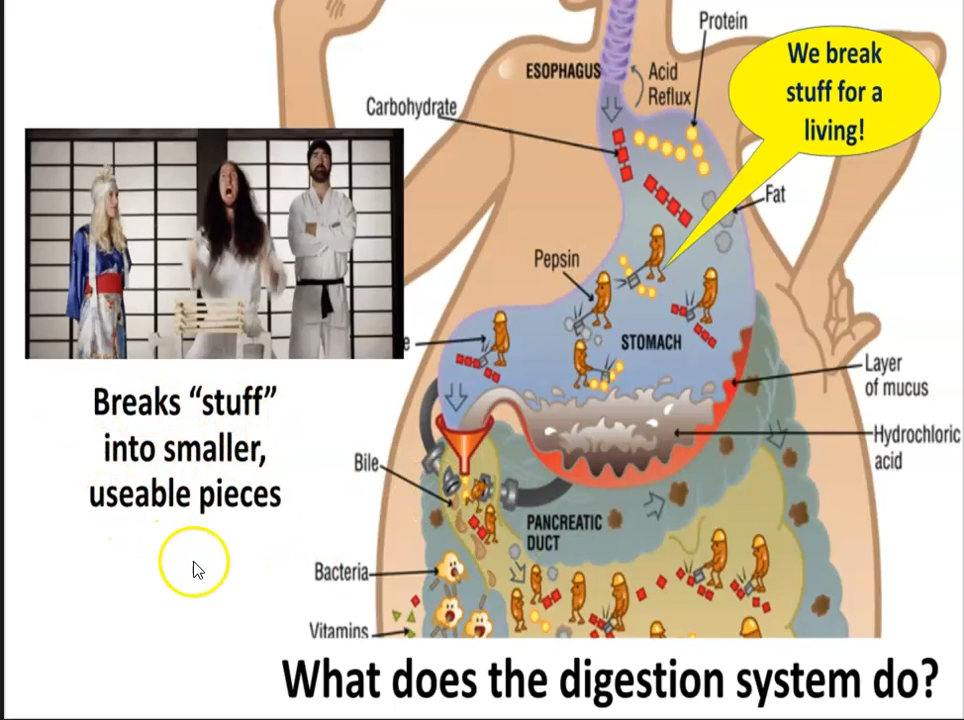 Protein
We break
stuff for a
living!
ESOPHAGUS
Acid
Reflux
Carbohydrate
Fat
Pepsin
STOMACH
e
Layer
of mucus
Breaks “stuff”
into smaller,
useable pieces
Hydrochloric
acid
Bile
PANCREATIC
DUCT
Bacteria
Vitamins
What does the digestion system do?